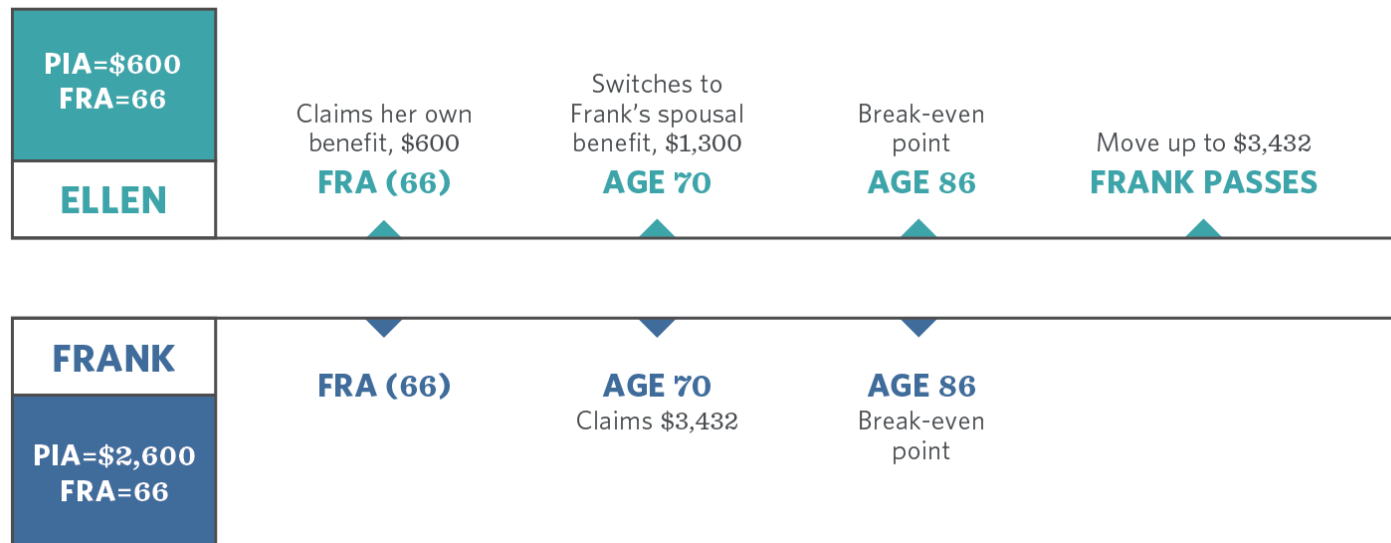 PIA=$600
FRA=66
ELLEN
Claims her own
benefit, $600
FRA (66)
Switches to
Frank's spousal
benefit, $1,300
AGE 70
Break-even
point
AGE 86
Move up to $3,432
FRANK PASSES
FRANK
PIA=$2,600
FRA=66
FRA (66)
AGE 70
Claims $3,432
AGE 86
Break-even
point